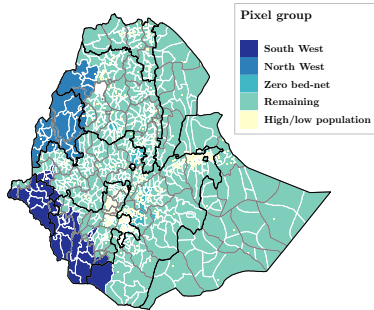 Pixel group
South West
North West
Zero bed-net
Remaining
High/low population